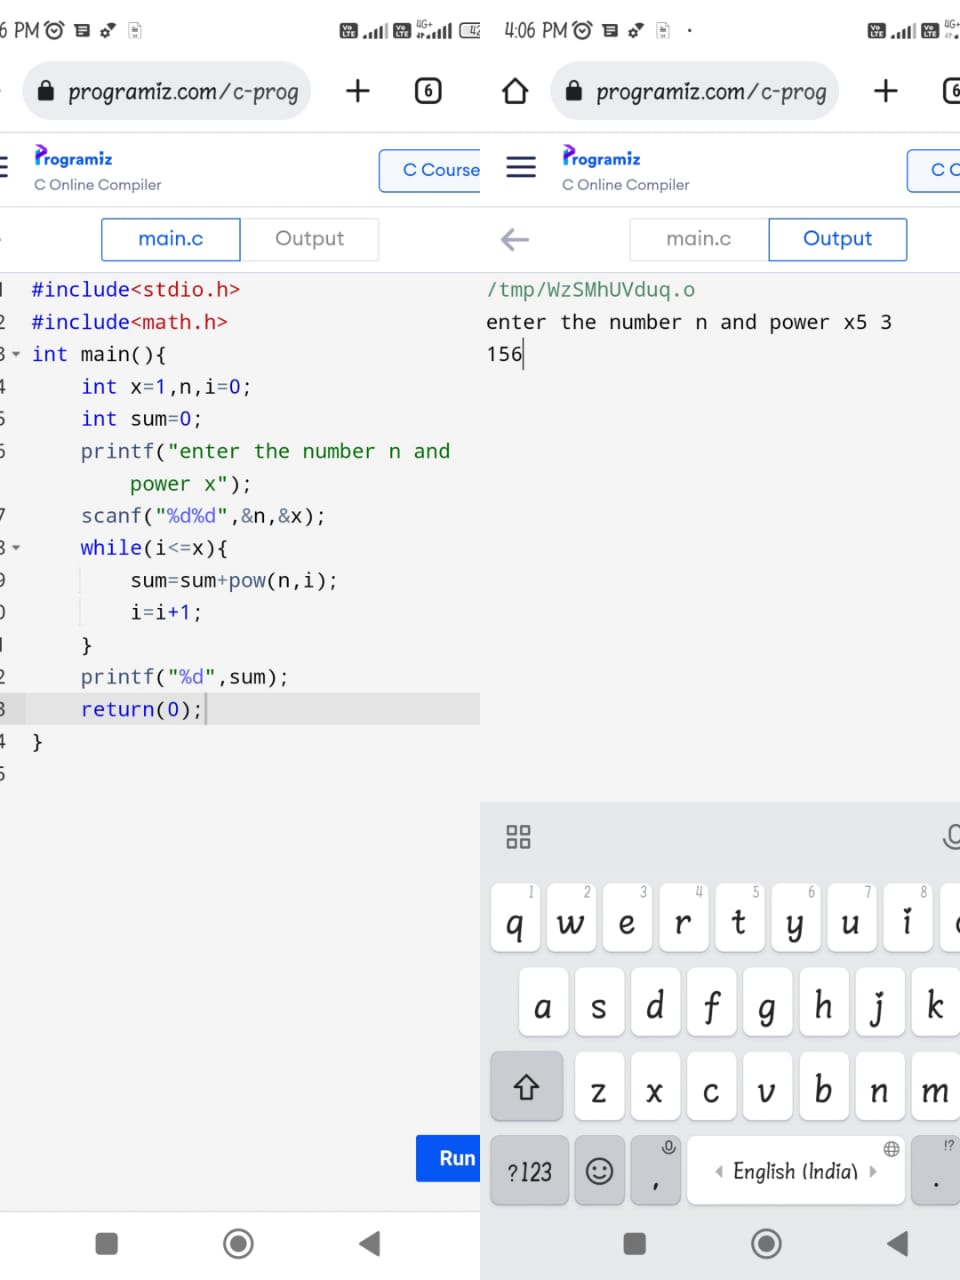 6 PM
4G+
programiz.com/c-prog
6
Programiz
C Online Compiler
C Course
main.c
Output
#include<stdio.h>
2 #include<math.h>
3 int main(){
4 int x=1,n,i=0;
5 int sum=0;
6 printf("enter the number n and
power x");
7 scanf("%d%d",&n,&x);
8 while(i<=x){
9 sum=sum+pow(n,i);
0 i=i+1;
}
2 printf("%d",sum);
3 return(0);
4 }
5
Run
4:06 PM
4G+
programiz.com/c-prog
6
Programiz
C Online Compiler
C C
main.c
Output
/tmp/WzSMhUVduq.o
enter the number n and power x5 3
156
1 2 3 4 5 6 7 8
q w e r t y u i
a s d f g h j k
z x c v b n m
?123 , English (India) !? .